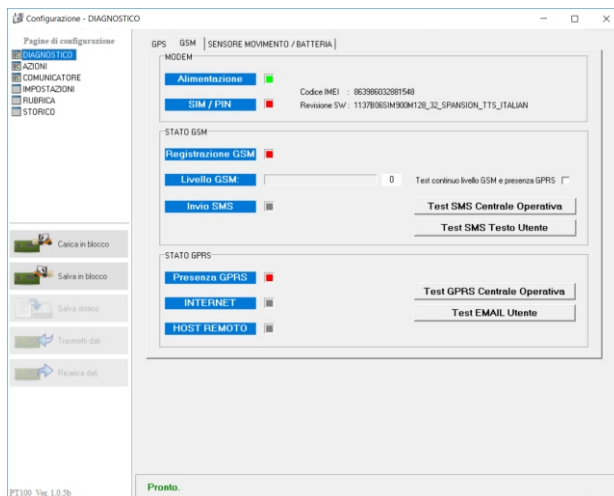 Configurazione - DIAGNOSTICO
Pagine di configurazione
DIAGNOSTICO
AZIONI
COMUNICATORE
IMPOSTAZIONI
RUBRICA
STORICO
Carica in blocco
Salva in blocco
Salva storico
Trasmetti dati
Ricarica dati
PT100 Ver. 1.0.5b
GPS GSM SENSORE MOVIMENTO / BATTERIA
MODEM
Alimentazione
SIM / PIN
Codice IMEI : 863986032881548
Revisione SW : 1137B06SIM900M128_32_SPANSION_TTS_ITALIAN
STATO GSM
Registrazione GSM
Livello GSM: 0 Test continuo livello GSM e presenza GPRS
Invio SMS
Test SMS Centrale Operativa
Test SMS Testo Utente
STATO GPRS
Presenza GPRS
INTERNET
HOST REMOTO
Test GPRS Centrale Operativa
Test EMAIL Utente
Pronto.